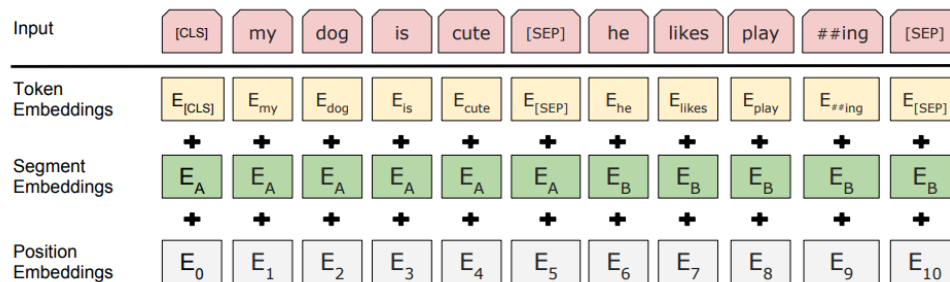 Input [CLS] my dog is cute [SEP] he likes play ##ing [SEP]
Token
Embeddings E[CLS] Emy Edog Eis Ecute E[SEP] Ehe Elikes Eplay E##ing E[SEP]
+ + + + + + + + + + +
Segment
Embeddings EA EA EA EA EA EA EB EB EB EB EB
+ + + + + + + + + + +
Position
Embeddings E0 E1 E2 E3 E4 E5 E6 E7 E8 E9 E10